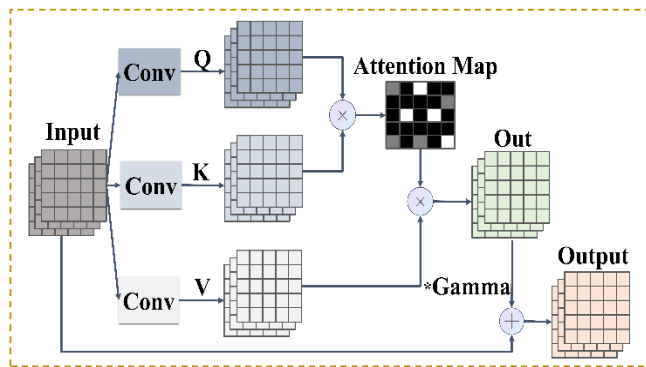 Conv
Q
Attention Map
Input
Conv
K
Out
Conv
V
*Gamma
Output